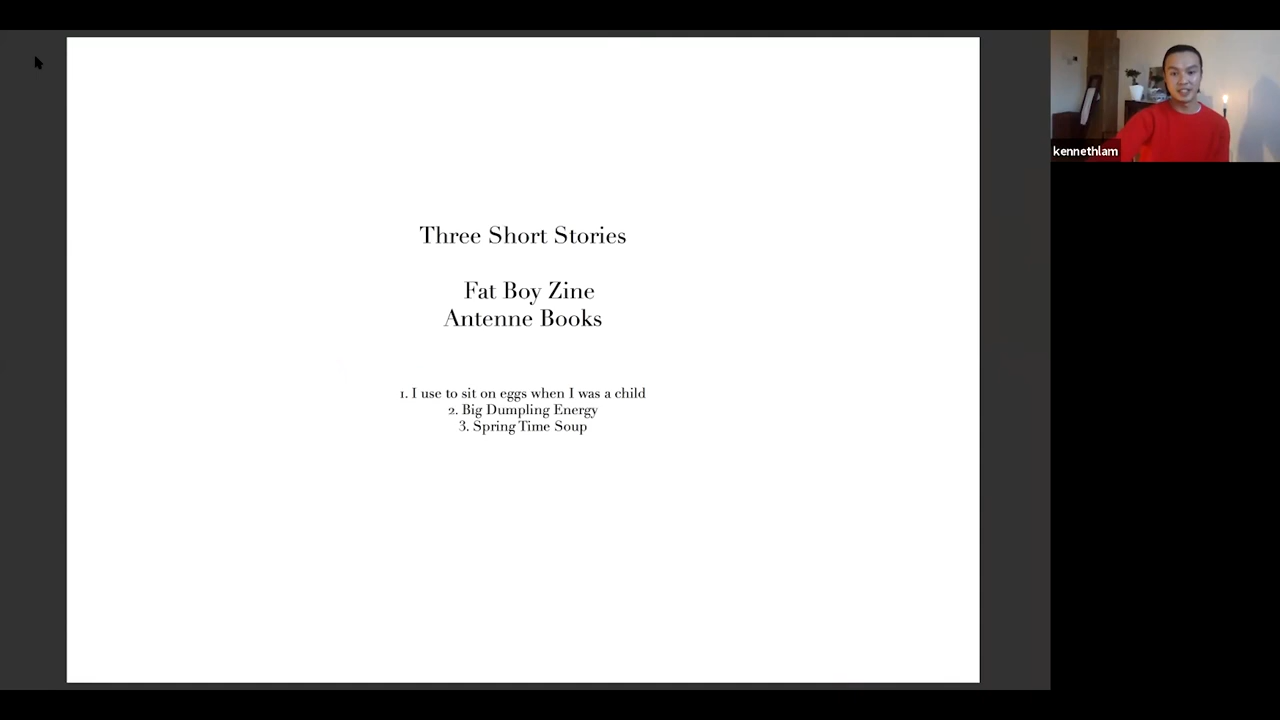 Three Short Stories
Fat Boy Zine
Antenne Books
1. I use to sit on eggs when I was a child
2. Big Dumpling Energy
3. Spring Time Soup
kennethlam